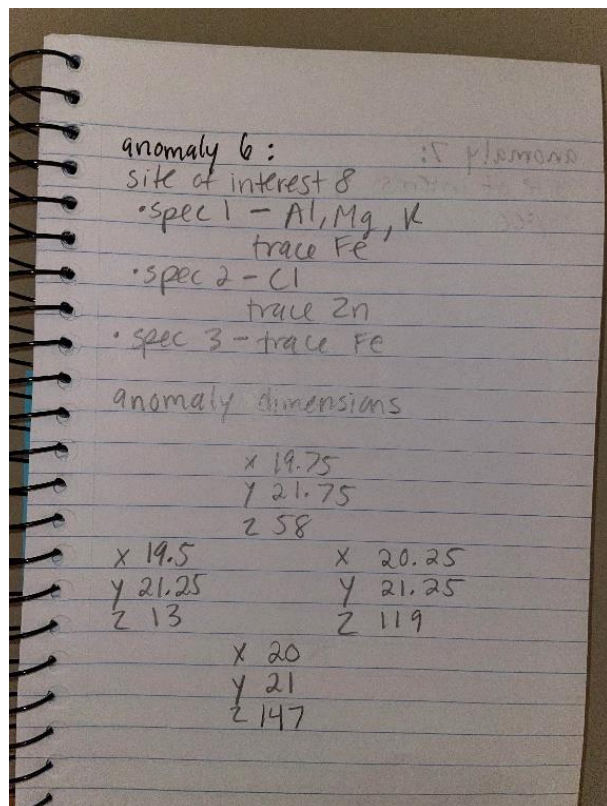 anomaly 6:
site of interest 8
• spec 1 - Al, Mg, K
trace Fe
• spec 2 - Cl
trace Zn
• spec 3 - trace Fe
anomaly dimensions
x 19.75
y 21.75
z 58
x 19.5
y 21.25
z 13
x 20.25
y 21.25
z 119
x 20
y 21
z 147
anomaly 7: